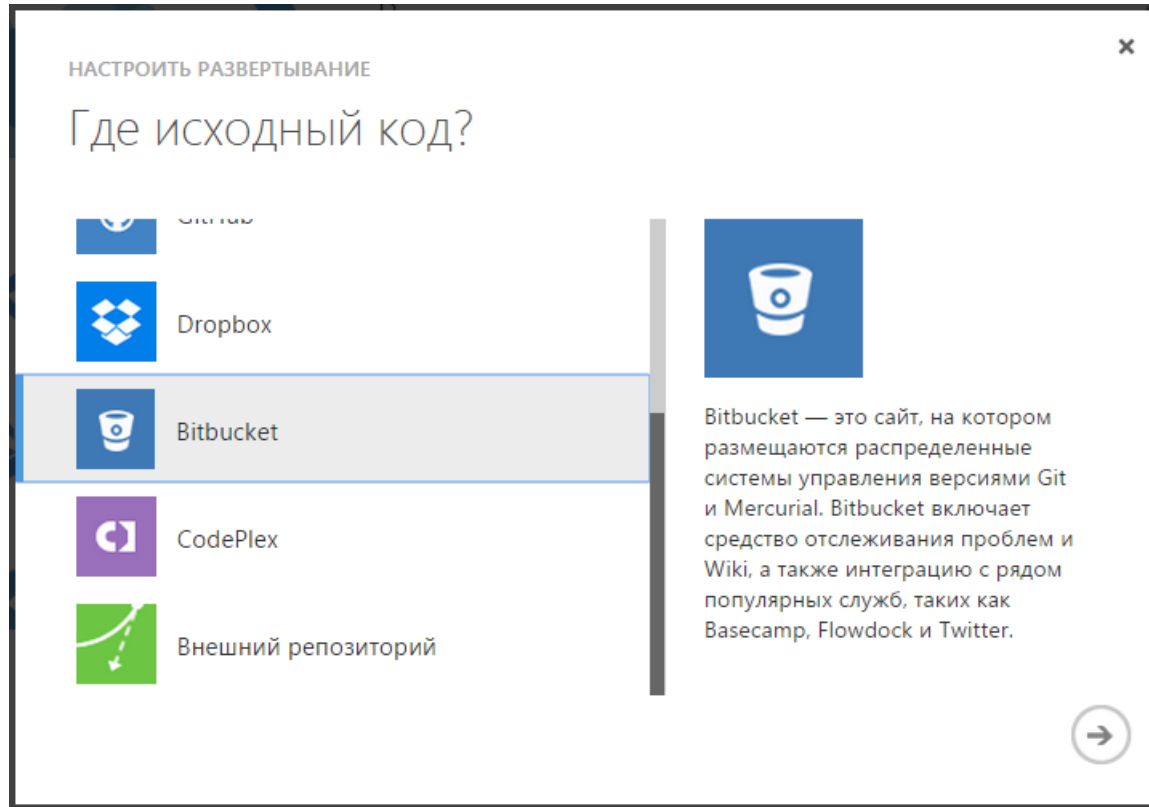 НАСТРОИТЬ РАЗВЕРТЫВАНИЕ
Где исходный код?
GitHub
Dropbox
Bitbucket
CodePlex
Внешний репозиторий
Bitbucket — это сайт, на котором
размещаются распределенные
системы управления версиями Git
и Mercurial. Bitbucket включает
средство отслеживания проблем и
Wiki, а также интеграцию с рядом
популярных служб, таких как
Basecamp, Flowdock и Twitter.